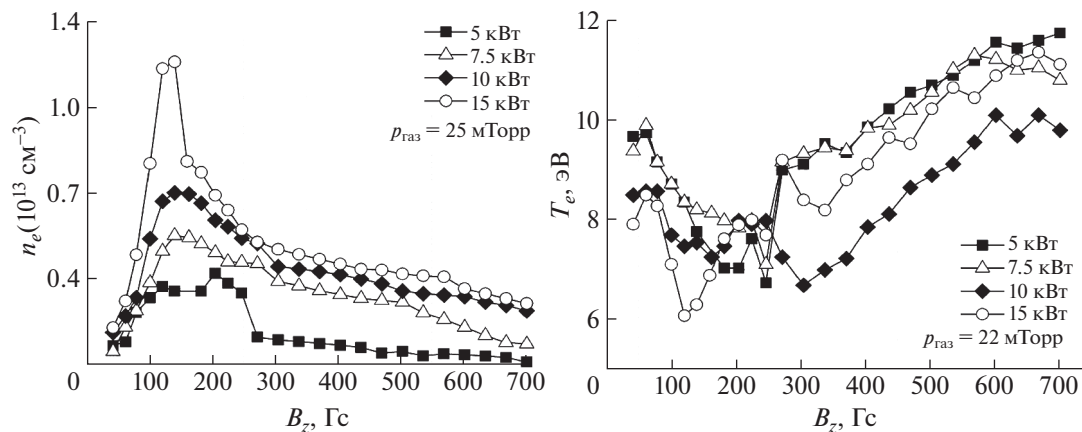 1.4
1.0
0.7
0.4
0
100
200
300
400
500
600
700
n_e(10^13 см^−3)
B_z, Гс
5 кВт
7.5 кВт
10 кВт
15 кВт
p_газ = 25 мТорр
12
10
8
6
0
100
200
300
400
500
600
700
T_e, эВ
B_z, Гс
5 кВт
7.5 кВт
10 кВт
15 кВт
p_газ = 22 мТорр